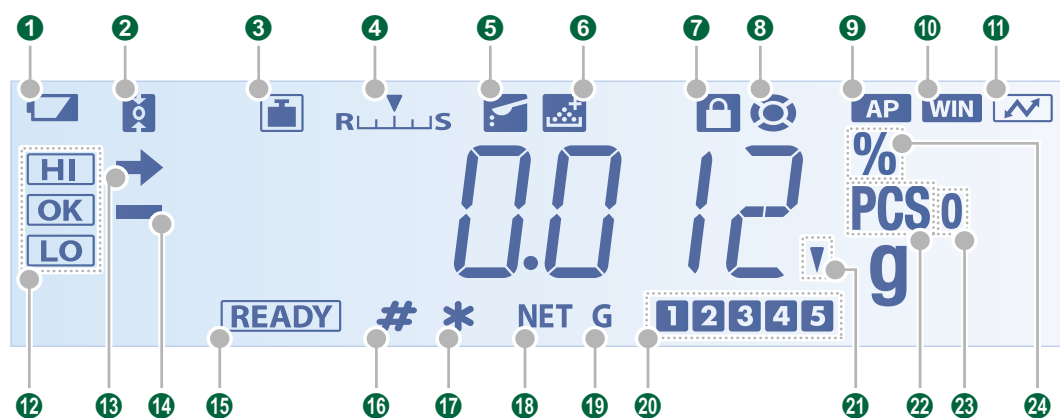 1 2 3 4 5 6 7 8 9 10 11
0 R S AP WIN
HI %
OK 0.012 PCS 0
LO g
READY # * NET G 1 2 3 4 5
12 13 14 15 16 17 18 19 20 21 22 23 24